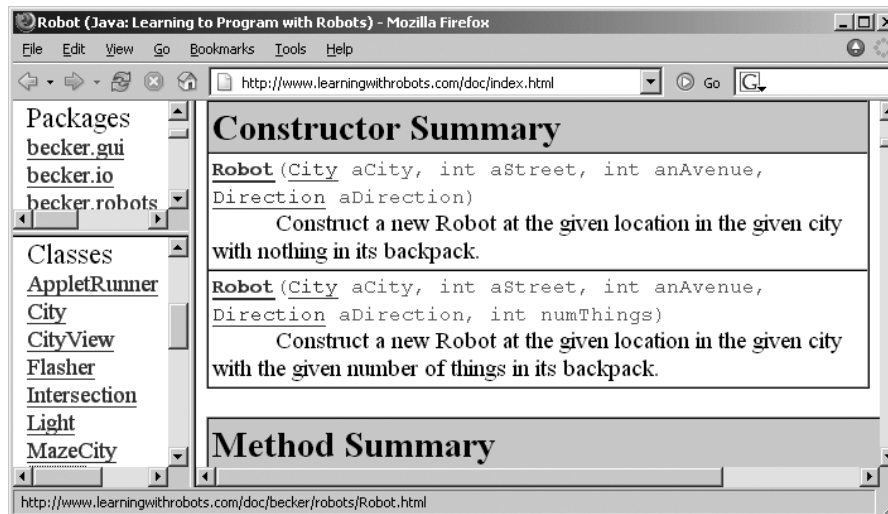 Robot (Java: Learning to Program with Robots) - Mozilla Firefox
File Edit View Go Bookmarks Tools Help
http://www.learningwithrobots.com/doc/index.html Go G
Packages
becker.gui
becker.io
becker.robots
Classes
AppletRunner
City
CityView
Flasher
Intersection
Light
MazeCity
Constructor Summary
Robot(City aCity, int aStreet, int anAvenue,
Direction aDirection)
Construct a new Robot at the given location in the given city
with nothing in its backpack.
Robot(City aCity, int aStreet, int anAvenue,
Direction aDirection, int numThings)
Construct a new Robot at the given location in the given city
with the given number of things in its backpack.
Method Summary
http://www.learningwithrobots.com/doc/becker/robots/Robot.html